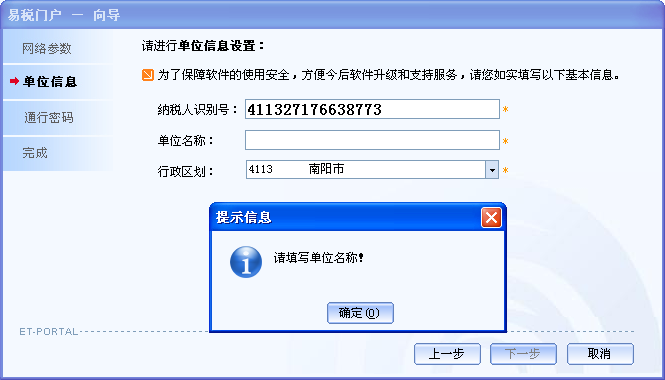 易税门户 － 向导
网络参数
单位信息
通行密码
完成
请进行单位信息设置：
为了保障软件的使用安全，方便今后软件升级和支持服务，请您如实填写以下基本信息。
纳税人识别号：411327176638773 *
单位名称： *
行政区划：4113 南阳市 *
提示信息
请填写单位名称!
确定(O)
ET-PORTAL
上一步 下一步 取消